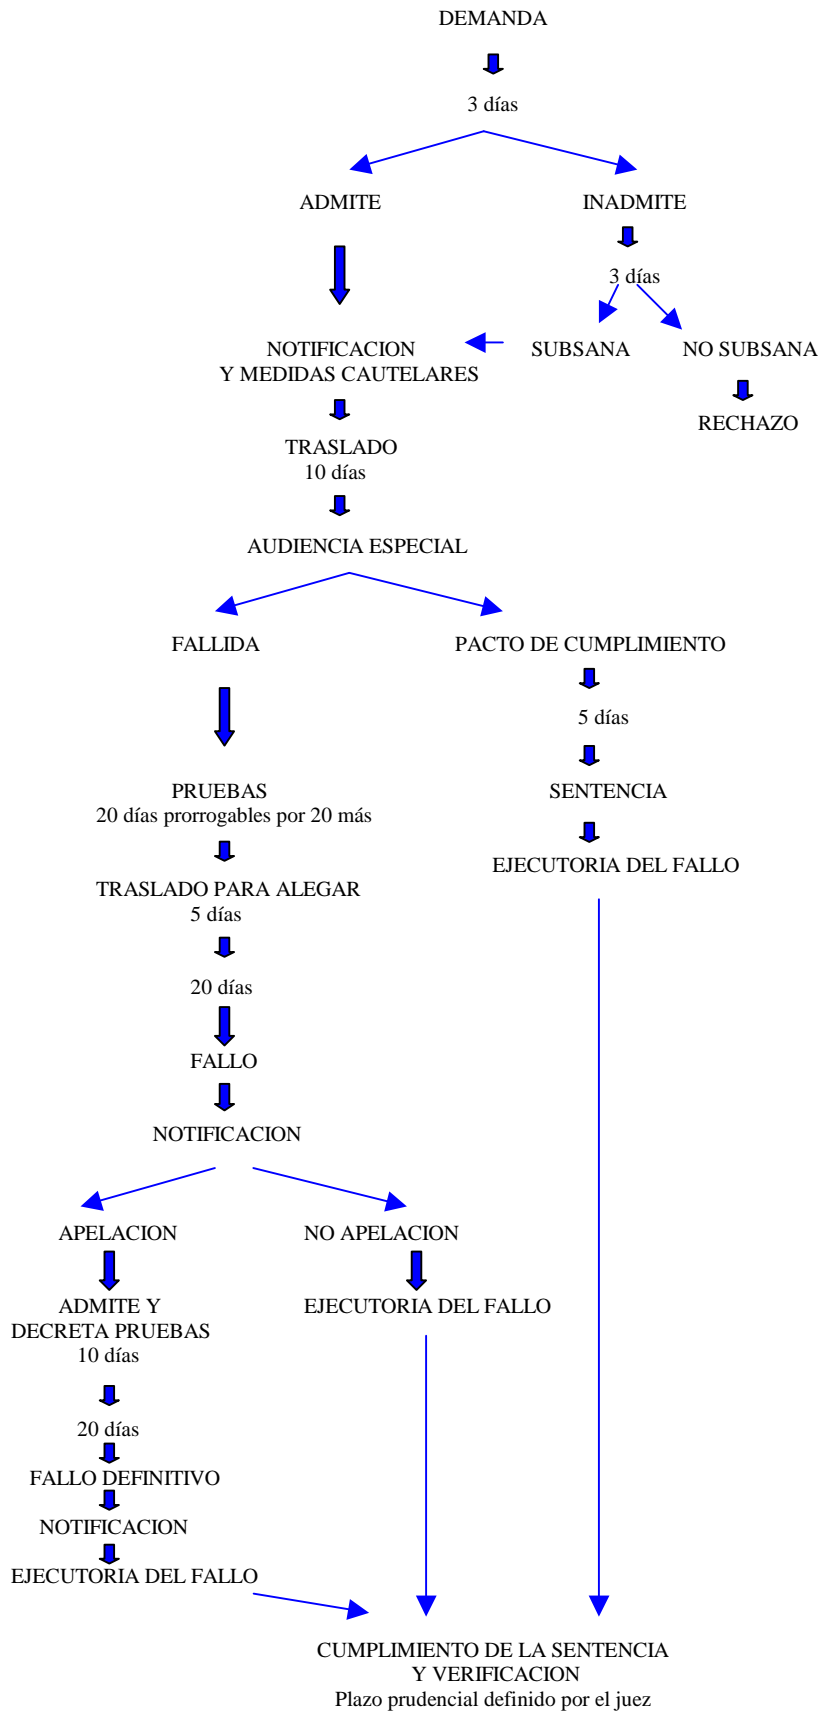 DEMANDA
3 días
ADMITE
INADMITE
3 días
NOTIFICACION
Y MEDIDAS CAUTELARES
SUBSANA
NO SUBSANA
RECHAZO
TRASLADO
10 días
AUDIENCIA ESPECIAL
FALLIDA
PACTO DE CUMPLIMIENTO
5 días
PRUEBAS
20 días prorrogables por 20 más
SENTENCIA
EJECUTORIA DEL FALLO
TRASLADO PARA ALEGAR
5 días
20 días
FALLO
NOTIFICACION
APELACION
NO APELACION
ADMITE Y
DECRETA PRUEBAS
10 días
EJECUTORIA DEL FALLO
20 días
FALLO DEFINITIVO
NOTIFICACION
EJECUTORIA DEL FALLO
CUMPLIMIENTO DE LA SENTENCIA
Y VERIFICACION
Plazo prudencial definido por el juez